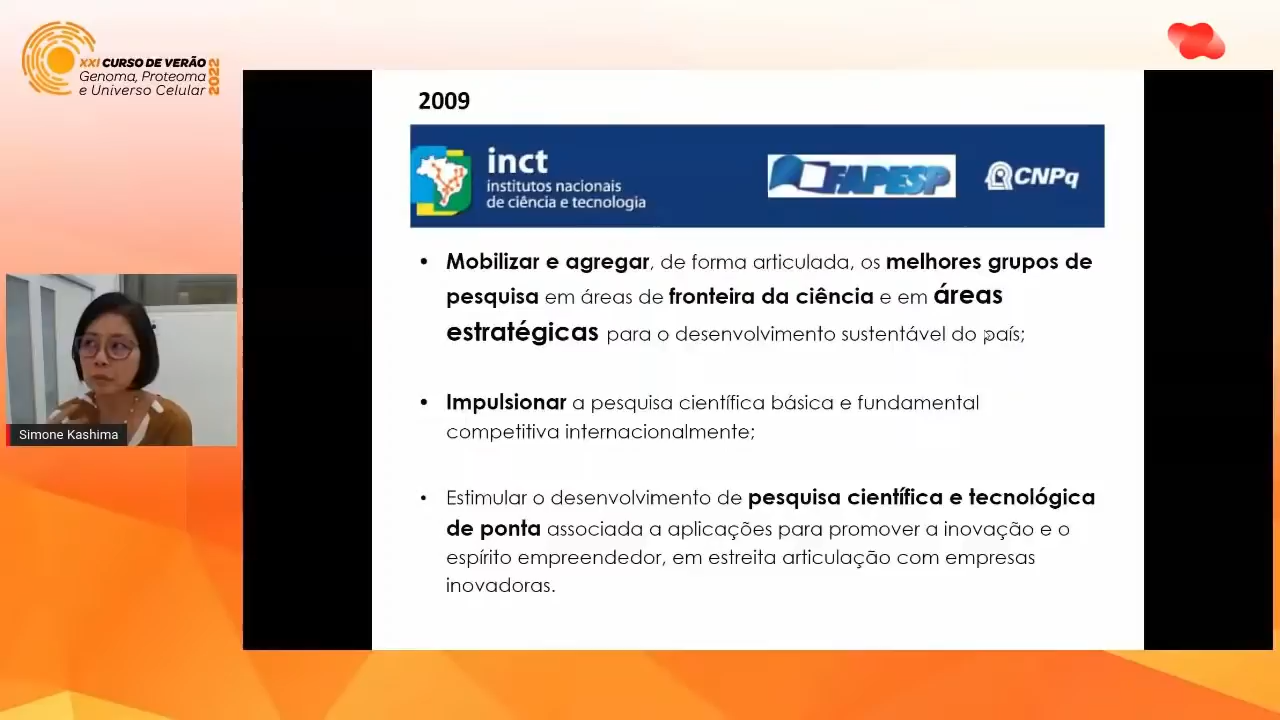 XXI CURSO DE VERÃO
Genoma, Proteoma
e Universo Celular
2022
2009
inct
institutos nacionais
de ciência e tecnologia
FAPESP
CNPq
• Mobilizar e agregar, de forma articulada, os melhores grupos de
pesquisa em áreas de fronteira da ciência e em áreas
estratégicas para o desenvolvimento sustentável do país;
• Impulsionar a pesquisa científica básica e fundamental
competitiva internacionalmente;
• Estimular o desenvolvimento de pesquisa científica e tecnológica
de ponta associada a aplicações para promover a inovação e o
espírito empreendedor, em estreita articulação com empresas
inovadoras.
Simone Kashima